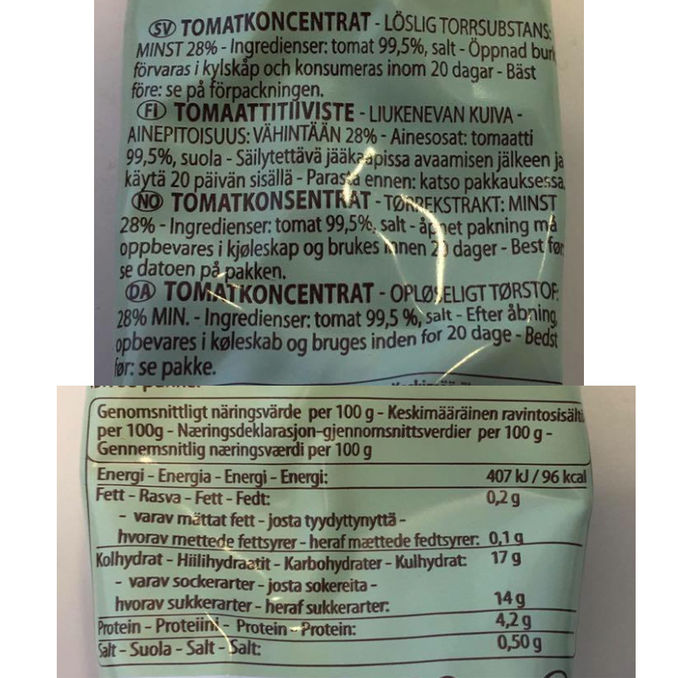 SV TOMATKONCENTRAT - LÖSLIG TORRSUBSTANS:
MINST 28% - Ingredienser: tomat 99,5%, salt - Öppnad burk
förvaras i kylskåp och konsumeras inom 20 dagar - Bäst
före: se på förpackningen.
FI TOMAATTITIIVISTE - LIUKENEVAN KUIVA-
AINEPITOISUUS: VÄHINTÄÄN 28% - Ainesosat: tomaatti
99,5%, suola - Säilytettävä jääkaapissa avaamisen jälkeen ja
käytä 20 päivän sisällä - Parasta ennen: katso pakkauksessa.
NO TOMATKONSENTRAT - TØRREKSTRAKT: MINST
28% - Ingredienser: tomat 99,5%, salt - åpnet pakning må
oppbevares i kjøleskap og brukes innen 20 dager - Best før:
se datoen på pakken.
DA TOMATKONCENTRAT - OPLØSELIGT TØRSTOF:
28% MIN. - Ingredienser: tomat 99,5 %, salt - Efter åbning,
opbevares i køleskab og bruges inden for 20 dage - Bedst
før: se pakke.
Genomsnittligt näringsvärde per 100 g - Keskimääräinen ravintosisält
per 100g - Næringsdeklarasjon-gjennomsnittsverdier per 100 g -
Gennemsnitlig næringsværdi per 100 g
Energi - Energia - Energi - Energi: 407 kJ / 96 kcal
Fett - Rasva - Fett - Fedt: 0,2 g
- varav mättat fett - josta tyydyttynyttä -
hvorav mettede fettsyrer - heraf mættede fedtsyrer: 0,1 g
Kolhydrat - Hiilihydraatit - Karbohydrater - Kulhydrat: 17 g
- varav sockerarter - josta sokereita -
hvorav sukkerarter - heraf sukkerarter: 14 g
Protein - Proteiini - Protein - Protein: 4,2 g
Salt - Suola - Salt - Salt: 0,50 g